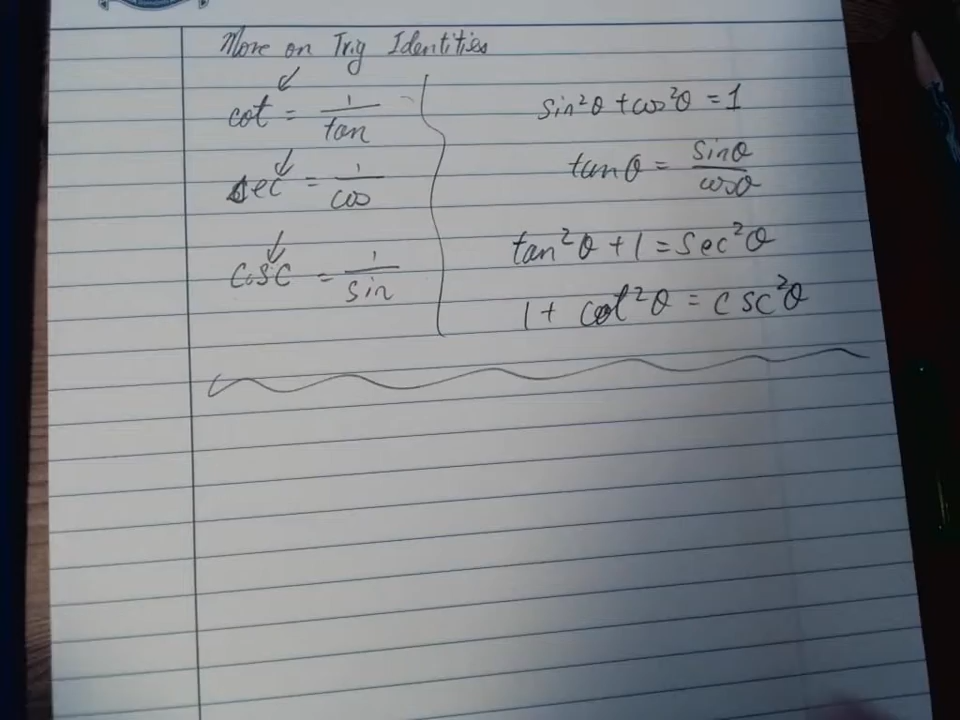 More on Trig Identities
cot = 1/tan
sec = 1/cos
cosc = 1/sin
sin²θ + cos²θ = 1
tanθ = sinθ/cosθ
tan²θ + 1 = sec²θ
1 + cot²θ = csc²θ